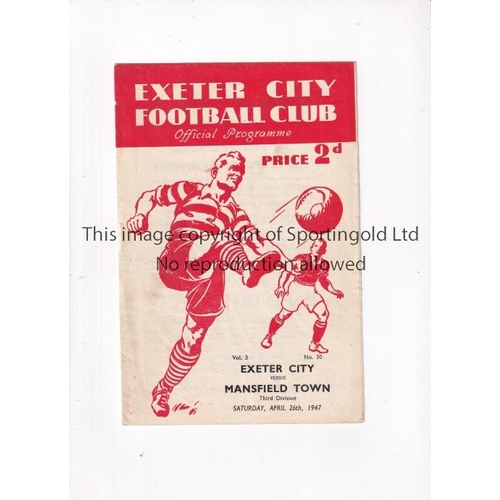 EXETER CITY
FOOTBALL CLUB
Official Programme
PRICE 2d
This image copyright of Sportingold Ltd
No reproduction allowed
Vol. 3 No. 30
EXETER CITY
VERSUS
MANSFIELD TOWN
Third Division
SATURDAY, APRIL 26th, 1947